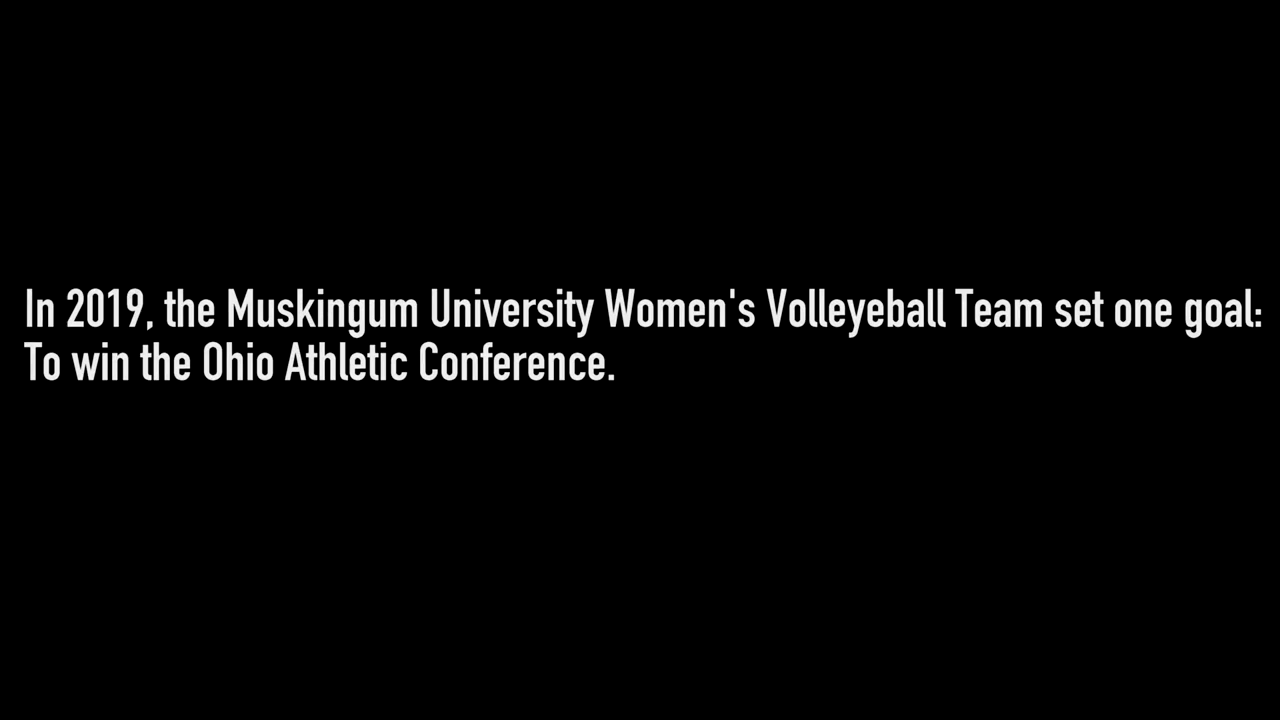 In 2019, the Muskingum University Women's Volleyeball Team set one goal:
To win the Ohio Athletic Conference.